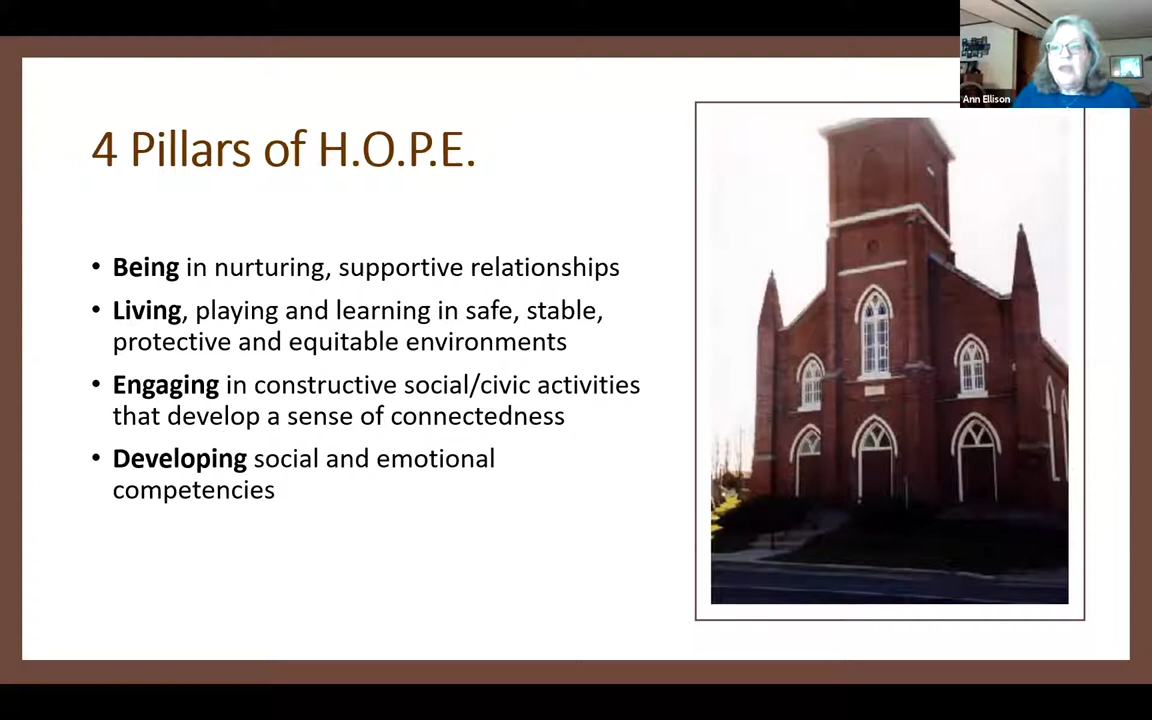 Ann Ellison
4 Pillars of H.O.P.E.
• Being in nurturing, supportive relationships
• Living, playing and learning in safe, stable,
protective and equitable environments
• Engaging in constructive social/civic activities
that develop a sense of connectedness
• Developing social and emotional
competencies